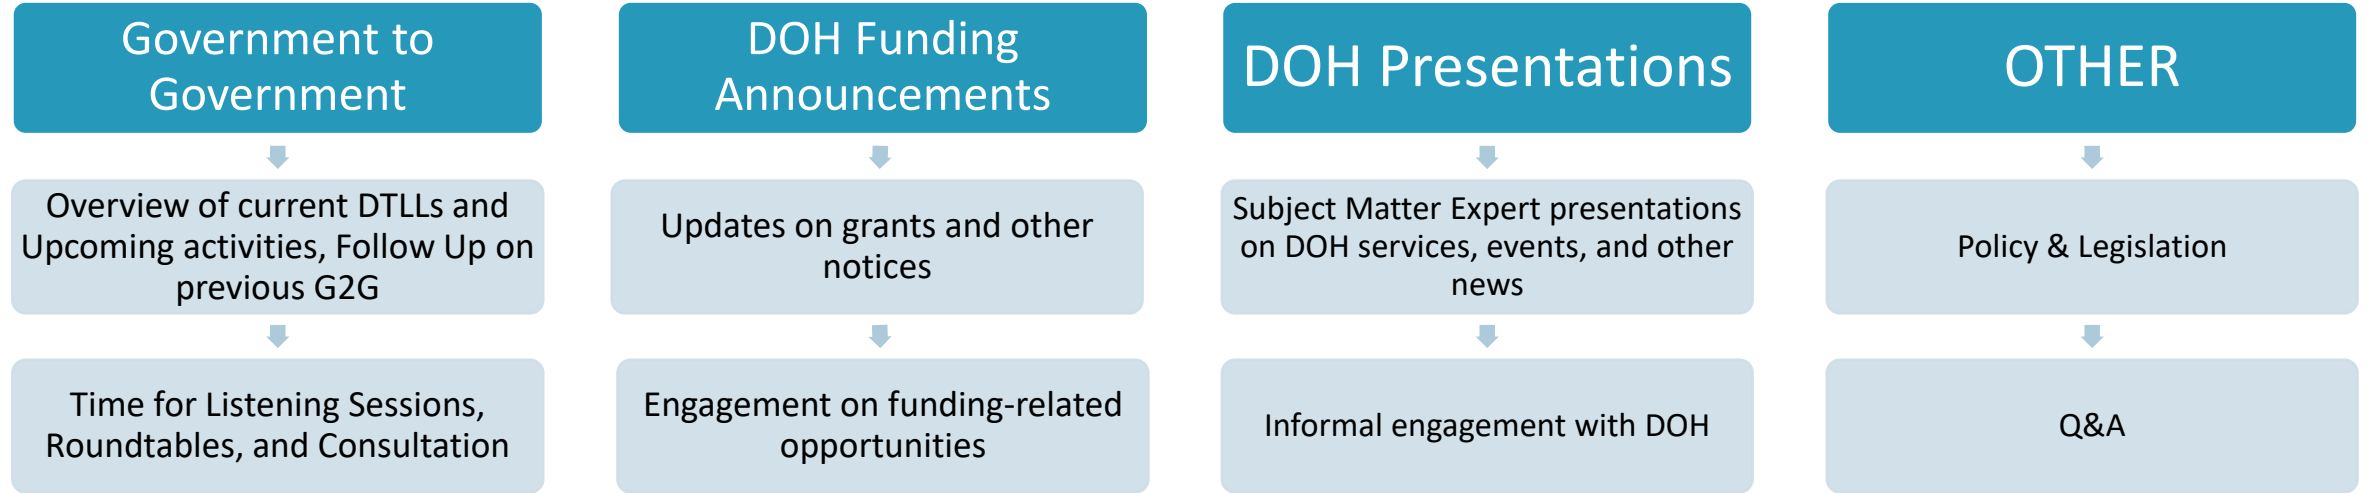 Government to
Government
Overview of current DTLLs and
Upcoming activities, Follow Up on
previous G2G
Time for Listening Sessions,
Roundtables, and Consultation
DOH Funding
Announcements
Updates on grants and other
notices
Engagement on funding-related
opportunities
DOH Presentations
Subject Matter Expert presentations
on DOH services, events, and other
news
Informal engagement with DOH
OTHER
Policy & Legislation
Q&A